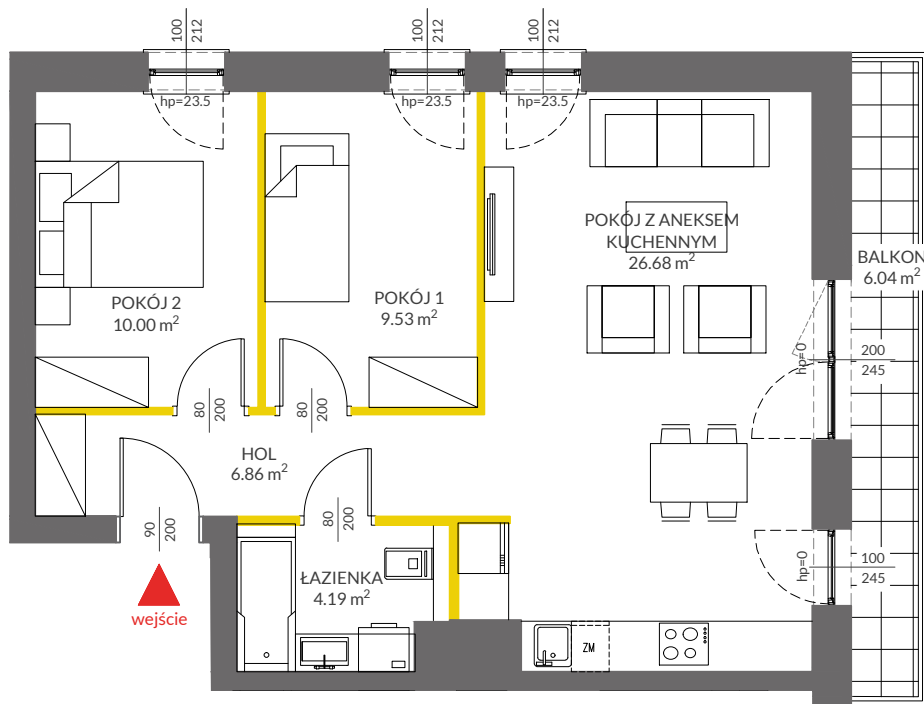 100
212
100
212
100
212
hp=23.5
hp=23.5
hp=23.5
POKÓJ Z ANEKSEM
KUCHENNYM
26.68 m²
BALKON
6.04 m²
POKÓJ 2
10.00 m²
POKÓJ 1
9.53 m²
hp=0
200
245
80
200
80
200
HOL
6.86 m²
90
200
80
200
hp=0
100
245
ŁAZIENKA
4.19 m²
wejście
ZM